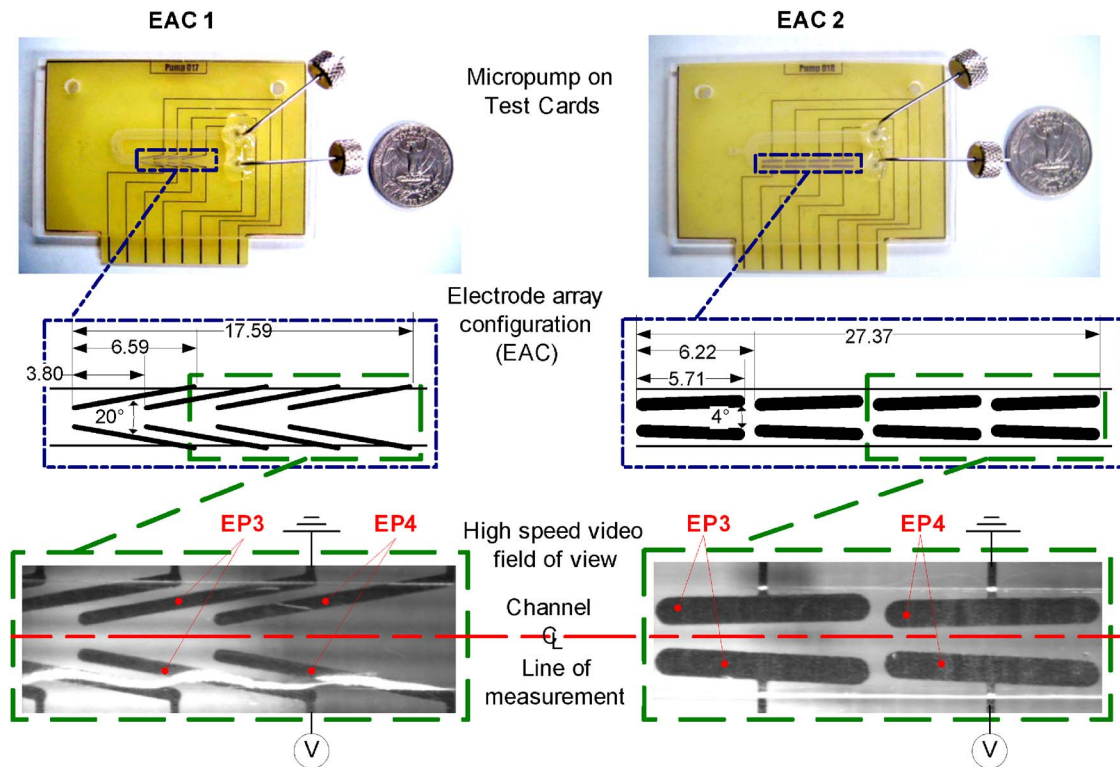 EAC 1
EAC 2
Micropump on
Test Cards
Pump 017
Pump 010
Electrode array
configuration
(EAC)
17.59
6.59
3.80
20°
27.37
6.22
5.71
4°
High speed video
field of view
EP3
EP4
EP3
EP4
Channel
℄
Line of
measurement
V
V